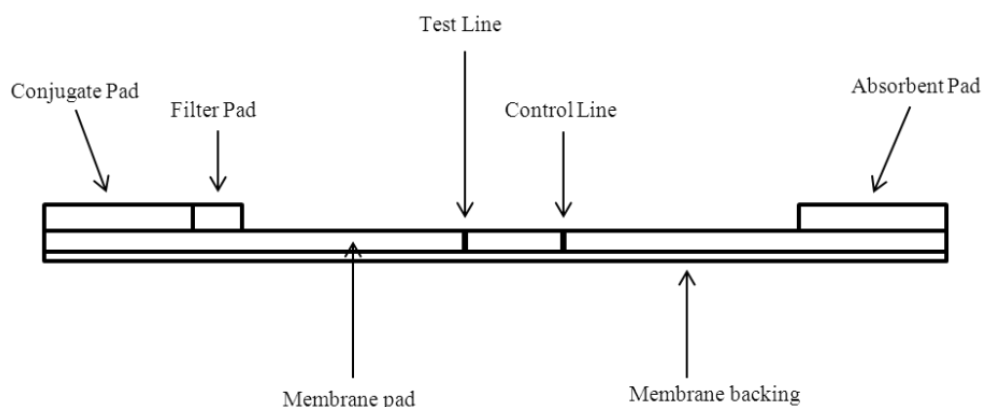 Test Line
Conjugate Pad
Filter Pad
Control Line
Absorbent Pad
Membrane pad
Membrane backing